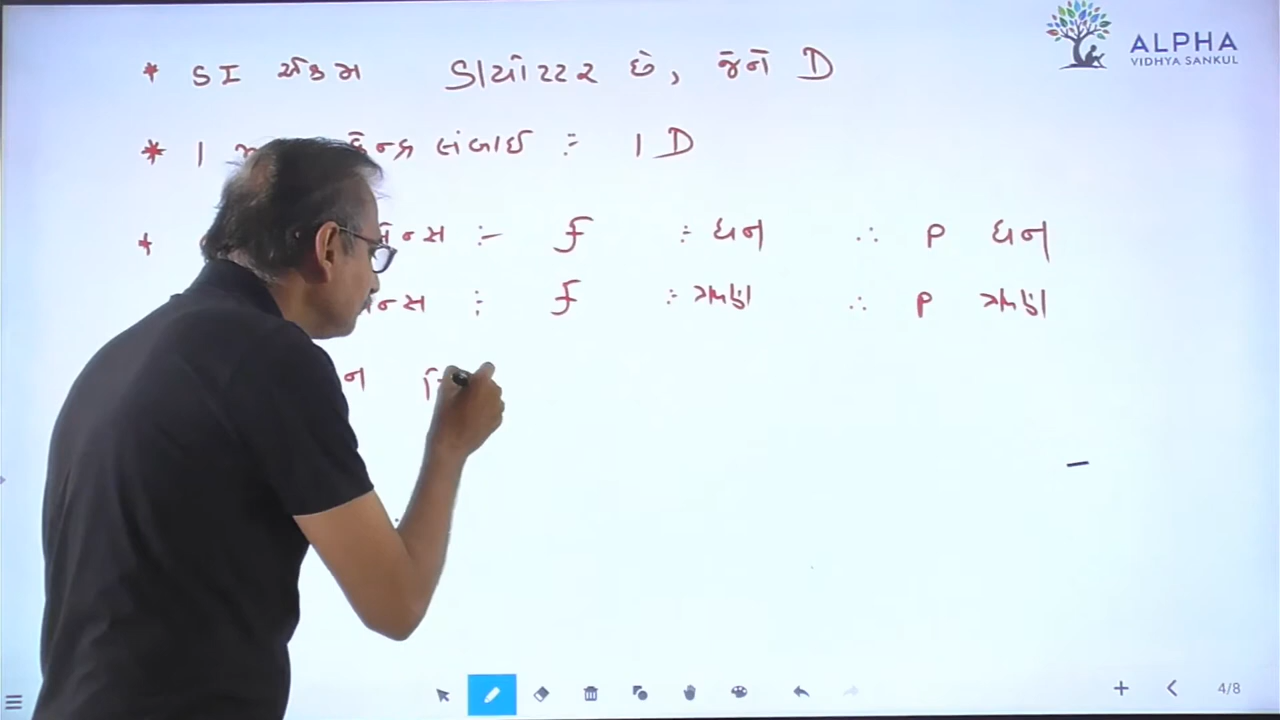 ALPHA
VIDHYA SANKUL
* SI એકમ ડાયોપ્ટર છે, જેને D
* 1 કેન્દ્ર લંબાઈ :- 1 D
* ન્સ :- f :- ધન ∴ P ધન
ન્સ :- f :- ઋણ ∴ P ઋણ
ન
4/8